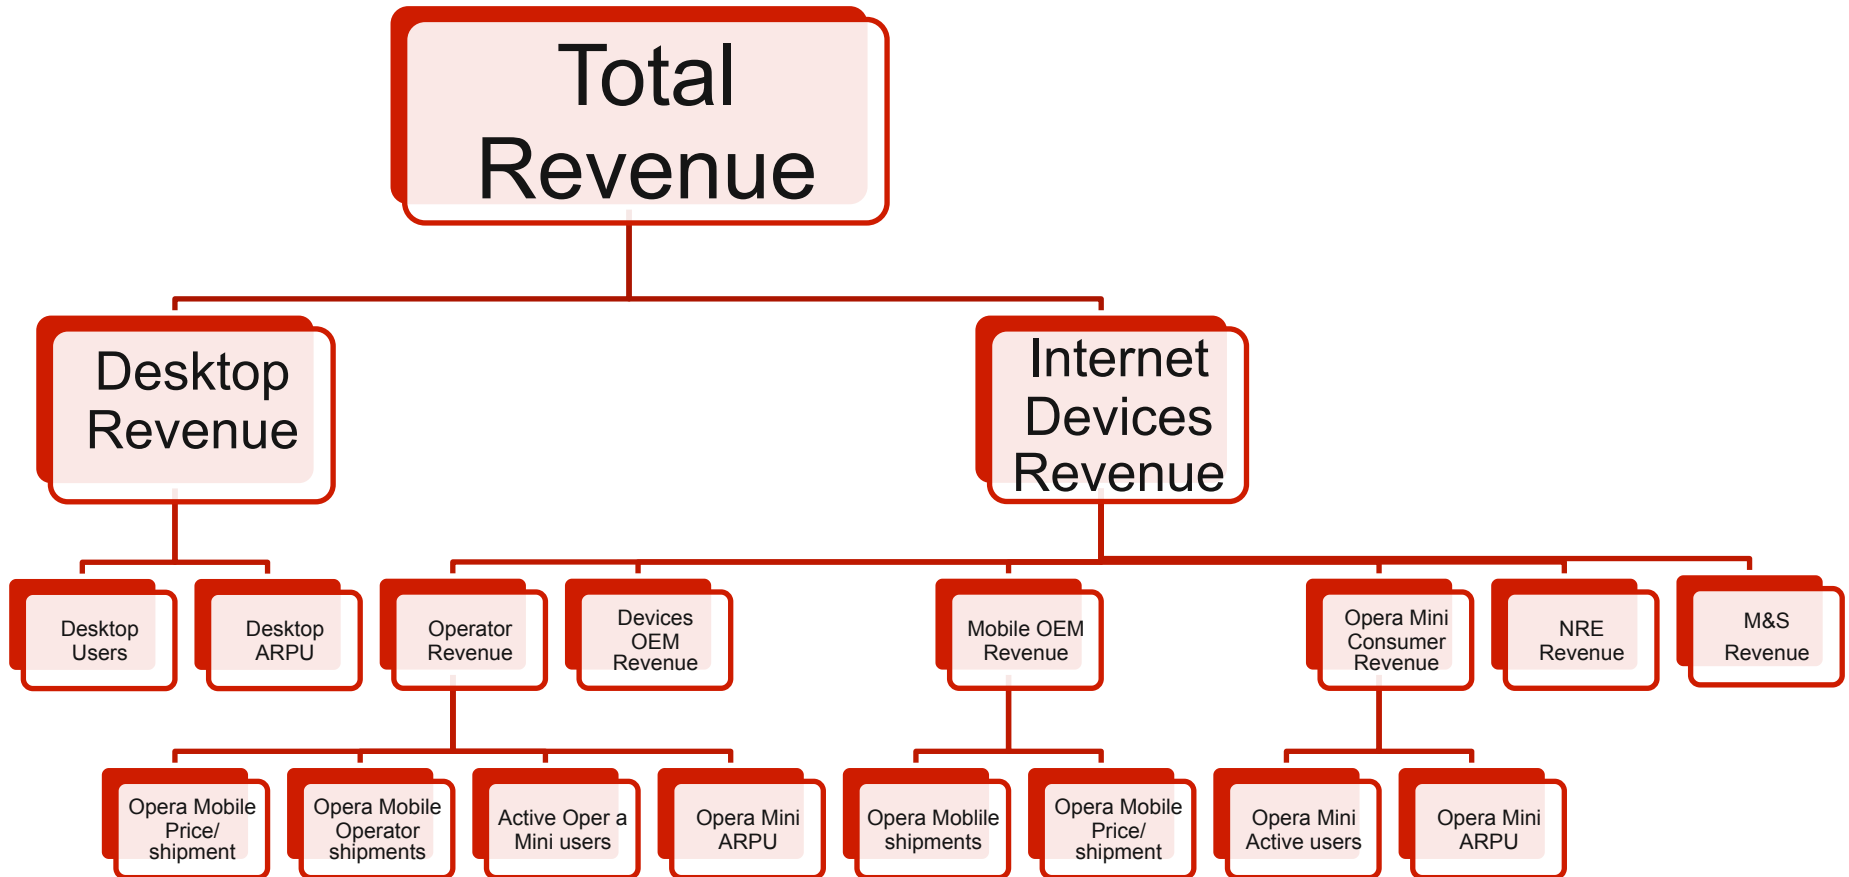 Total
Revenue
Desktop
Revenue
Internet
Devices
Revenue
Desktop
Users
Desktop
ARPU
Operator
Revenue
Devices
OEM
Revenue
Mobile OEM
Revenue
Opera Mini
Consumer
Revenue
NRE
Revenue
M&S
Revenue
Opera Mobile
Price/
shipment
Opera Mobile
Operator
shipments
Active Oper a
Mini users
Opera Mini
ARPU
Opera Moblile
shipments
Opera Mobile
Price/
shipment
Opera Mini
Active users
Opera Mini
ARPU